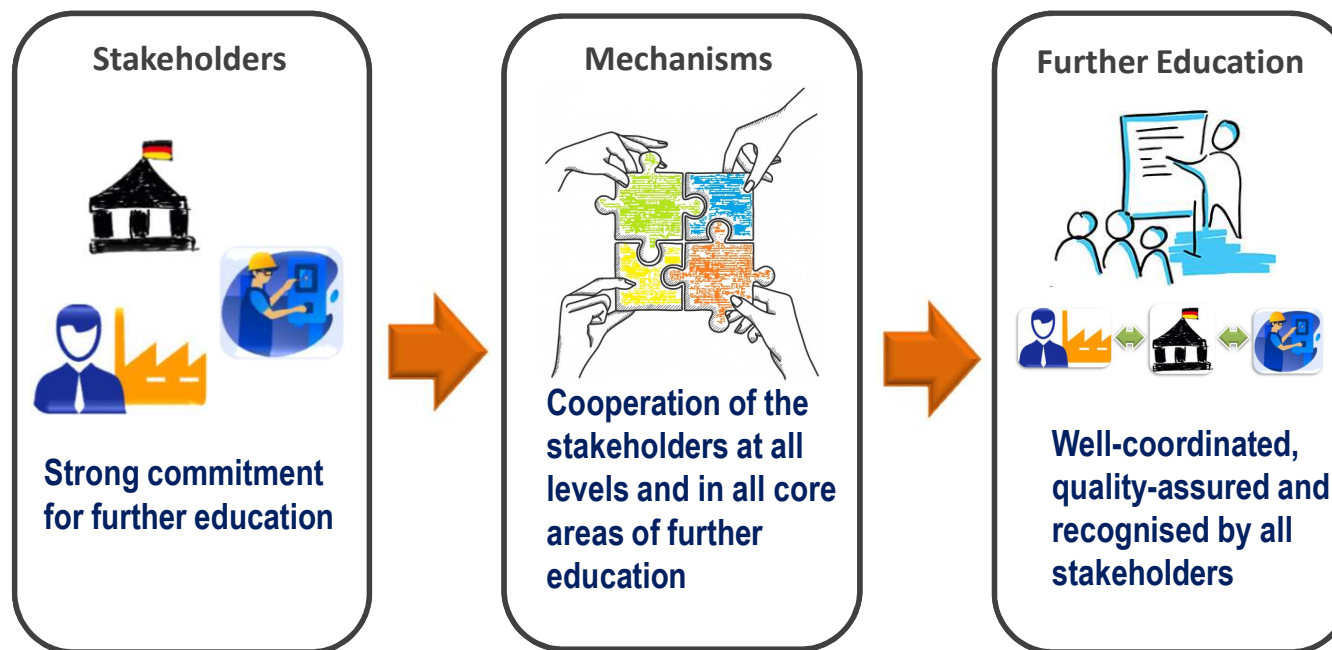 Stakeholders
Strong commitment
for further education
Mechanisms
Cooperation of the
stakeholders at all
levels and in all core
areas of further
education
Further Education
Well-coordinated,
quality-assured and
recognised by all
stakeholders